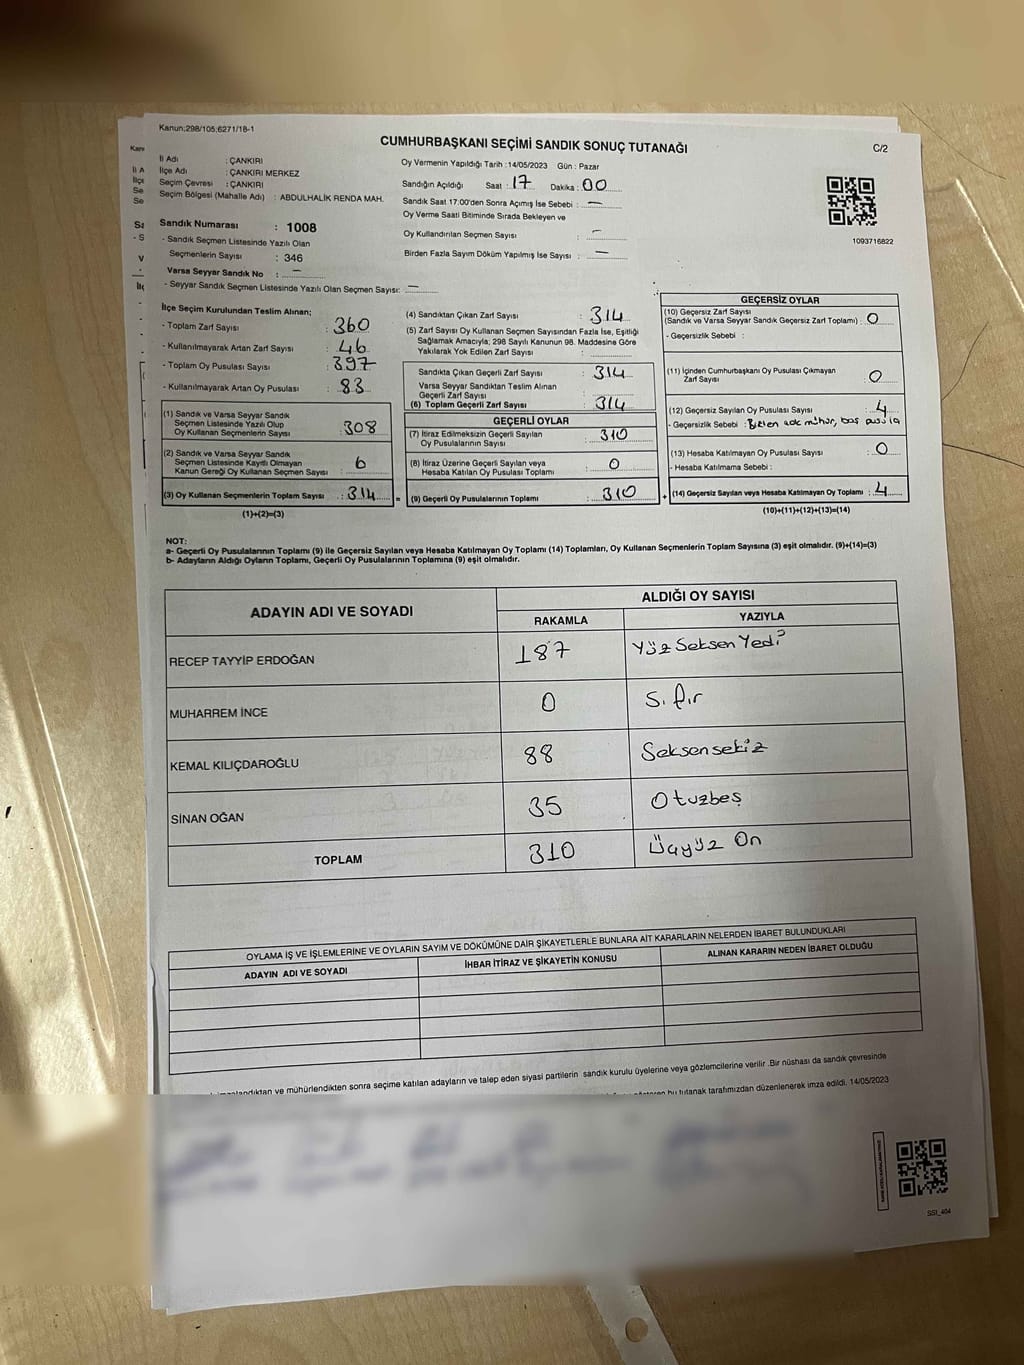 Kanun;298/105;6271/18-1
CUMHURBAŞKANI SEÇİMİ SANDIK SONUÇ TUTANAĞI
C/2
İl Adı : ÇANKIRI
İlçe Adı : ÇANKIRI MERKEZ
Seçim Çevresi : ÇANKIRI
Seçim Bölgesi (Mahalle Adı) : ABDULHALİK RENDA MAH.
Sandık Numarası : 1008
- Sandık Seçmen Listesinde Yazılı Olan
Seçmenlerin Sayısı : 346
Varsa Seyyar Sandık No : —
- Seyyar Sandık Seçmen Listesinde Yazılı Olan Seçmen Sayısı: —
Oy Vermenin Yapıldığı Tarih : 14/05/2023 Gün : Pazar
Sandığın Açıldığı Saat : 17 Dakika : 00
Sandık Saat 17:00'den Sonra Açımış İse Sebebi : —
Oy Verme Saati Bitiminde Sırada Bekleyen ve
Oy Kullandırılan Seçmen Sayısı : —
Birden Fazla Sayım Döküm Yapılmış İse Sayısı : —
1093716822
İlçe Seçim Kurulundan Teslim Alınan;
- Toplam Zarf Sayısı : 360
- Kullanılmayarak Artan Zarf Sayısı : 46
- Toplam Oy Pusulası Sayısı : 397
- Kullanılmayarak Artan Oy Pusulası : 83
(1) Sandık ve Varsa Seyyar Sandık
Seçmen Listesinde Yazılı Olup
Oy Kullanan Seçmenlerin Sayısı : 308
(2) Sandık ve Varsa Seyyar Sandık
Seçmen Listesinde Kayıtlı Olmayan
Kanun Gereği Oy Kullanan Seçmen Sayısı : 6
(3) Oy Kullanan Seçmenlerin Toplam Sayısı : 314 =
(1)+(2)=(3)
(4) Sandıktan Çıkan Zarf Sayısı : 314
(5) Zarf Sayısı Oy Kullanan Seçmen Sayısından Fazla İse, Eşitliği
Sağlamak Amacıyla; 298 Sayılı Kanunun 98. Maddesine Göre
Yakılarak Yok Edilen Zarf Sayısı :
Sandıkta Çıkan Geçerli Zarf Sayısı : 314
Varsa Seyyar Sandıktan Teslim Alınan
Geçerli Zarf Sayısı :
(6) Toplam Geçerli Zarf Sayısı : 314
GEÇERLİ OYLAR
(7) İtiraz Edilmeksizin Geçerli Sayılan
Oy Pusulalarının Sayısı : 310
(8) İtiraz Üzerine Geçerli Sayılan veya
Hesaba Katılan Oy Pusulası Toplamı : 0
(9) Geçerli Oy Pusulalarının Toplamı : 310 +
GEÇERSİZ OYLAR
(10) Geçersiz Zarf Sayısı
(Sandık ve Varsa Seyyar Sandık Geçersiz Zarf Toplamı) : 0
- Geçersizlik Sebebi :
(11) İçinden Cumhurbaşkanı Oy Pusulası Çıkmayan
Zarf Sayısı : 0
(12) Geçersiz Sayılan Oy Pusulası Sayısı : 4
- Geçersizlik Sebebi : mühür, boş pusula
(13) Hesaba Katılmayan Oy Pusulası Sayısı : 0
- Hesaba Katılmama Sebebi :
(14) Geçersiz Sayılan veya Hesaba Katılmayan Oy Toplamı : 4
(10)+(11)+(12)+(13)=(14)
NOT:
a- Geçerli Oy Pusulalarının Toplamı (9) ile Geçersiz Sayılan veya Hesaba Katılmayan Oy Toplamı (14) Toplamları, Oy Kullanan Seçmenlerin Toplam Sayısına (3) eşit olmalıdır. (9)+(14)=(3)
b- Adayların Aldığı Oyların Toplamı, Geçerli Oy Pusulalarının Toplamına (9) eşit olmalıdır.
ADAYIN ADI VE SOYADI
ALDIĞI OY SAYISI
RAKAMLA YAZIYLA
RECEP TAYYİP ERDOĞAN 187 Yüz Seksen Yedi
MUHARREM İNCE 0 Sıfır
KEMAL KILIÇDAROĞLU 88 Seksensekiz
SİNAN OĞAN 35 Otuzbeş
TOPLAM 310 Üçyüz On
OYLAMA İŞ VE İŞLEMLERİNE VE OYLARIN SAYIM VE DÖKÜMÜNE DAİR ŞİKAYETLERLE BUNLARA AİT KARARLARIN NELERDEN İBARET BULUNDUKLARI
ADAYIN ADI VE SOYADI İHBAR İTİRAZ VE ŞİKAYETİN KONUSU ALINAN KARARIN NEDEN İBARET OLDUĞU
ve mühürlendikten sonra seçime katılan adayların ve talep eden siyasi partilerin sandık kurulu üyelerine veya gözlemcilerine verilir .Bir nüshası da sandık çevresinde
bu tutanak tarafımızdan düzenlenerek imza edildi. 14/05/2023
SS1_404